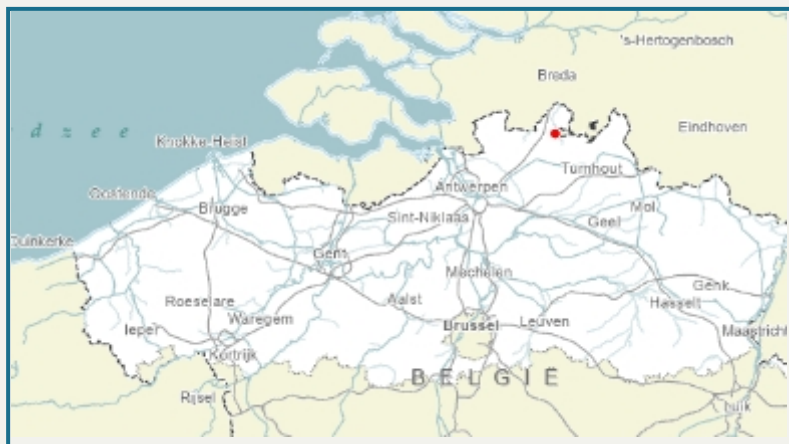 's-Hertogenbosch
Breda
d z e e
Eindhoven
Knokke-Heist
Turnhout
Antwerpen
Oostende
Mol
Brugge
Sint-Niklaas
Geel
Duinkerke
Gent
Mechelen
Genk
Roeselare
Aalst
Hasselt
Ieper
Waregem
Brussel
Leuven
Maastricht
Kortrijk
BELGIË
Rijsel
Luik